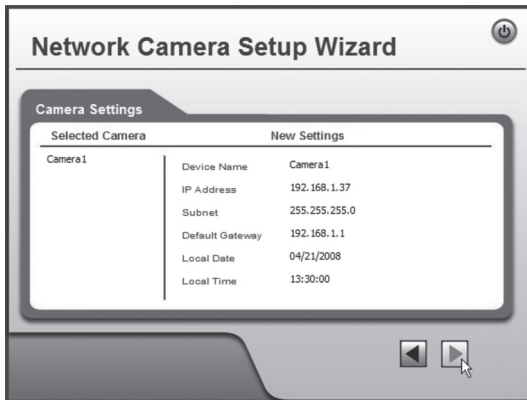 Network Camera Setup Wizard
Camera Settings
Selected Camera New Settings
Camera1
Device Name Camera1
IP Address 192.168.1.37
Subnet 255.255.255.0
Default Gateway 192.168.1.1
Local Date 04/21/2008
Local Time 13:30:00